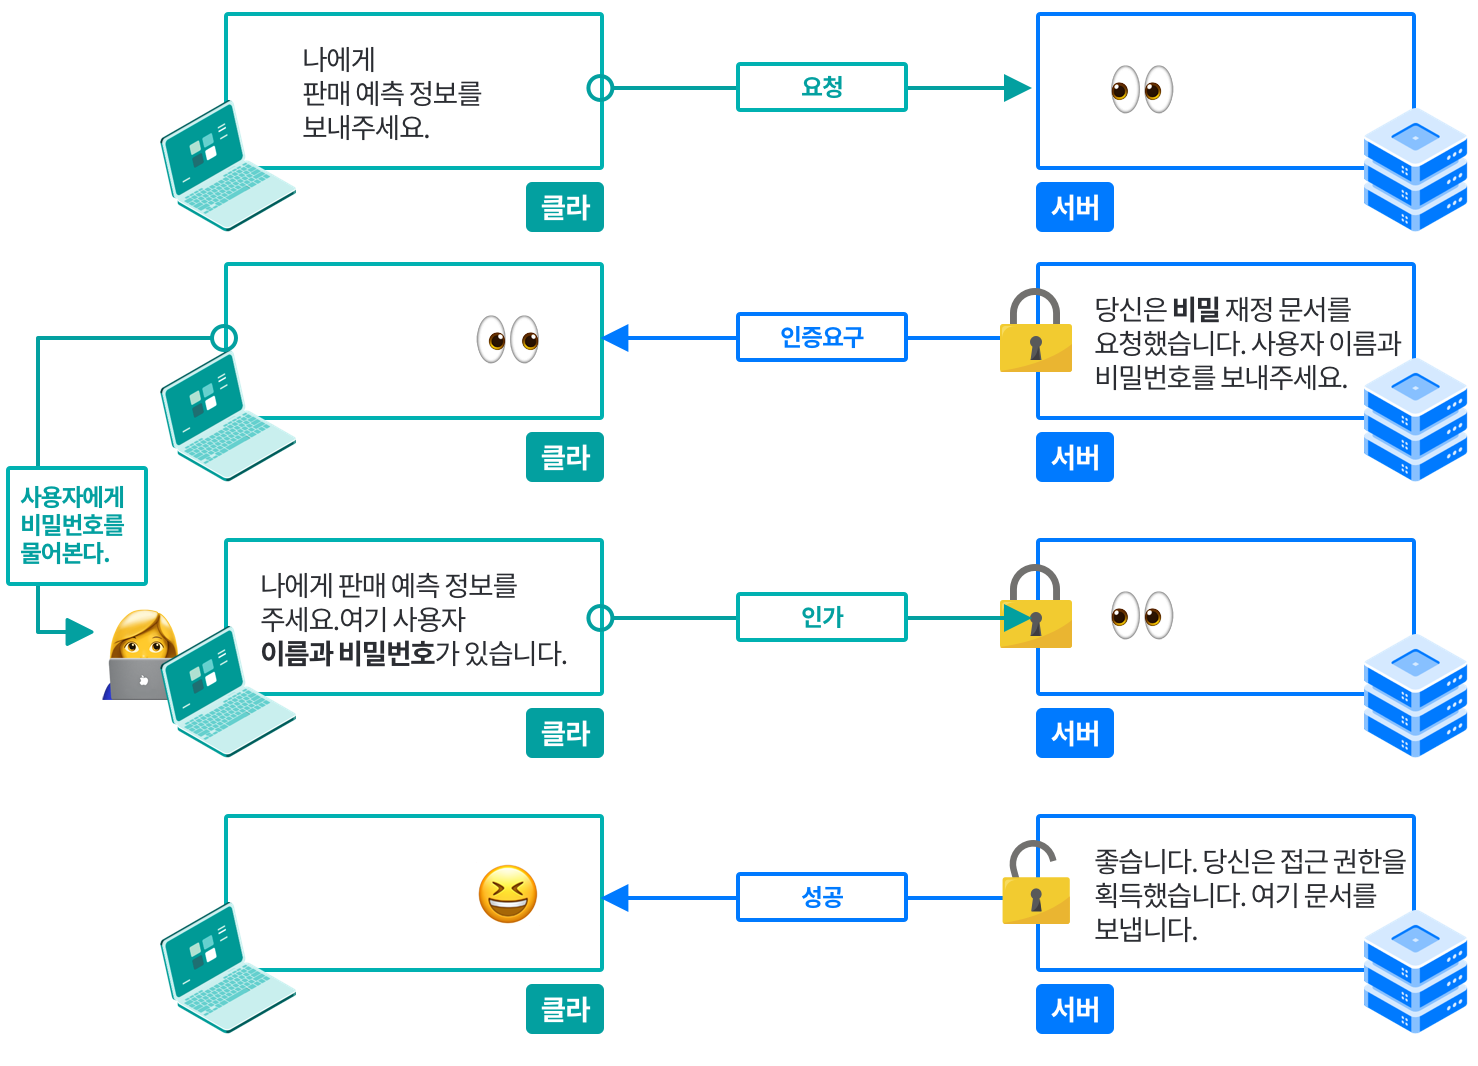 나에게
판매 예측 정보를
보내주세요.
요청
클라
서버
인증요구
당신은 비밀 재정 문서를
요청했습니다. 사용자 이름과
비밀번호를 보내주세요.
클라
서버
사용자에게
비밀번호를
물어본다.
나에게 판매 예측 정보를
주세요.여기 사용자
이름과 비밀번호가 있습니다.
인가
클라
서버
성공
좋습니다. 당신은 접근 권한을
획득했습니다. 여기 문서를
보냅니다.
클라
서버